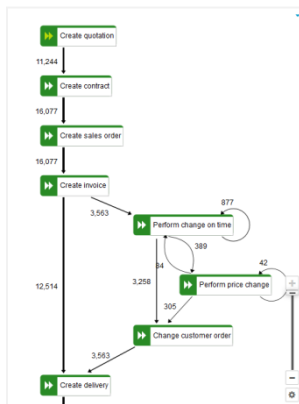 Create quotation
11,244
Create contract
16,077
Create sales order
16,077
Create invoice
3,563
877
Perform change on time
389
84
42
12,514
3,258
Perform price change
305
Change customer order
3,563
Create delivery